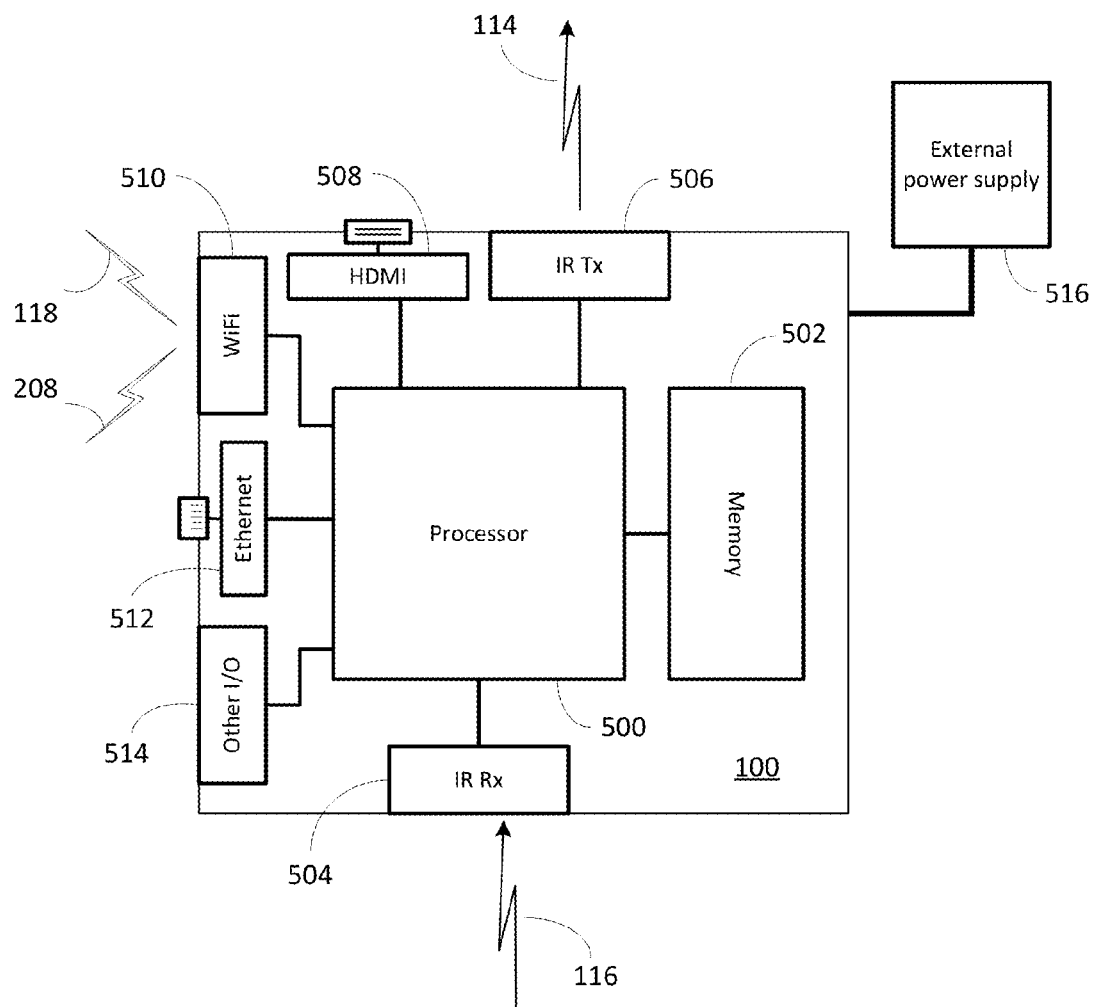 114
External
power supply
510
508
506
IR Tx
HDMI
516
118
WiFi
502
208
Ethernet
Processor
Memory
512
Other I/O
500
514
100
IR Rx
504
116